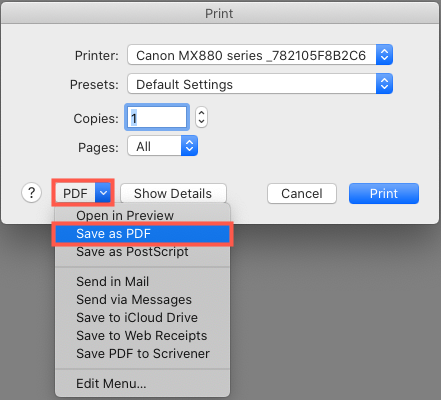 Print
Printer: Canon MX880 series _782105F8B2C6
Presets: Default Settings
Copies: 1
Pages: All
? PDF Show Details Cancel Print
Open in Preview
Save as PDF
Save as PostScript
Send in Mail
Send via Messages
Save to iCloud Drive
Save to Web Receipts
Save PDF to Scrivener
Edit Menu...